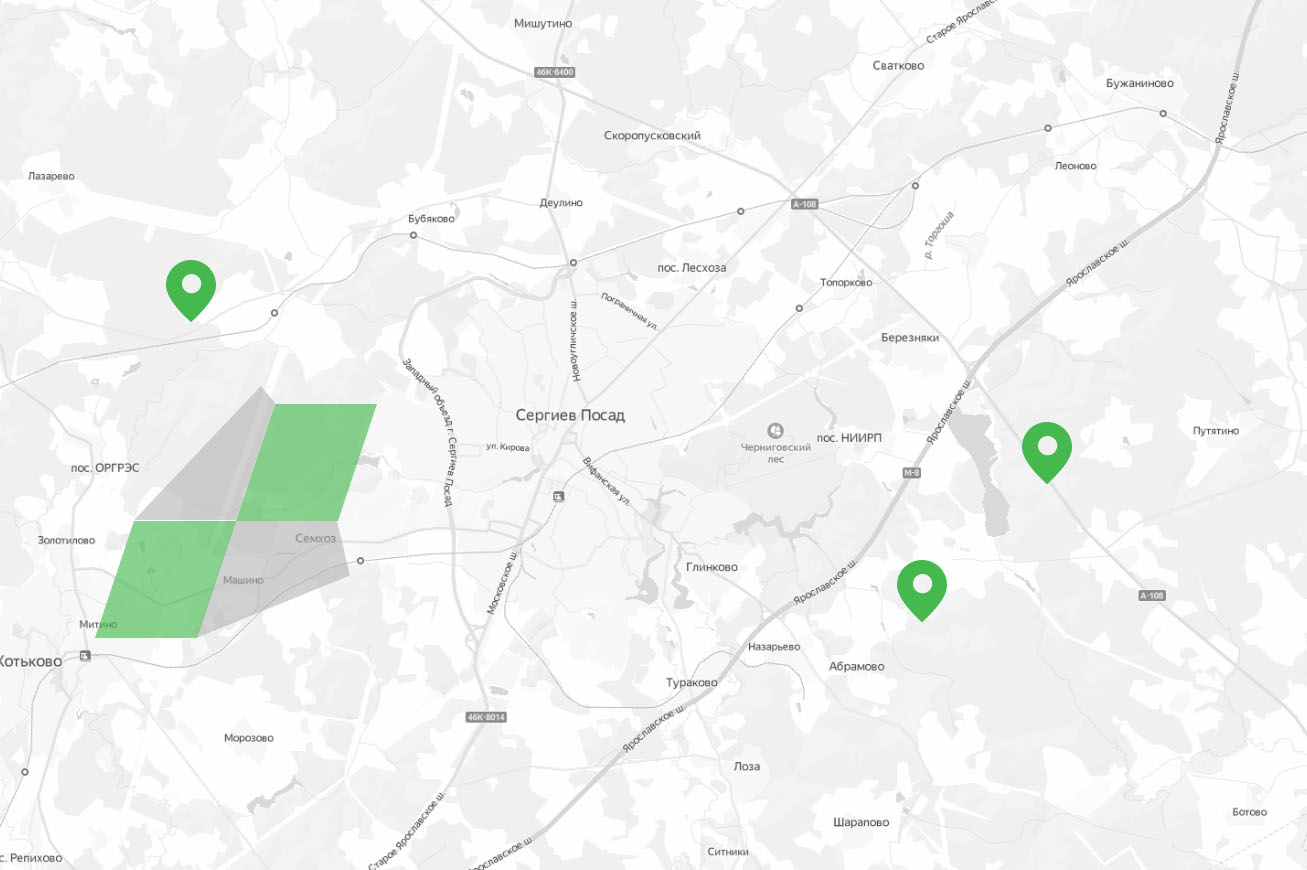 Мишутино
Старое Ярославс
Сватково
46К-8400
Бужаниново
Ярославское ш.
Скоропусковский
Леоново
Лазарево
Деулино
А-108
Бубяково
р. Торгоша
Ярославское ш.
пос. Лесхоза
Топорково
Пограничная ул.
Новоугличское ш.
Березняки
Западный объезд г. Сергиев Посад
Ярославское ш.
Сергиев Посад
Путятино
пос. НИИРП
Черниговский
лес
ул. Кирова
пос. ОРГРЭС
М-8
Вифанская ул.
Семхоз
Золотилово
Глинково
Машино
Московское ш.
Ярославское ш.
А-108
Митино
Назарьево
Хотьково
Абрамово
Тураково
46К-8014
Ярославское ш.
Морозово
Лоза
Ботово
Шарапово
Старое Ярославское ш.
Ярославское ш.
Ситники
с. Репихово